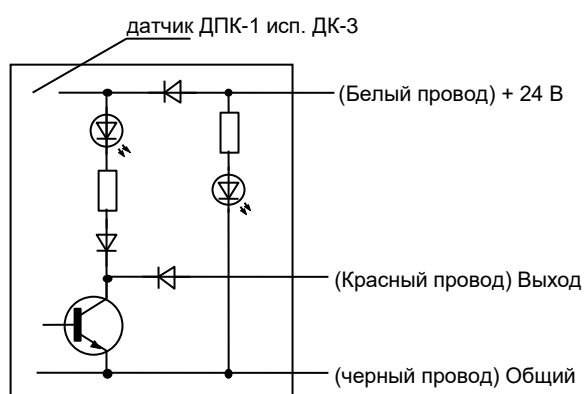 датчик ДПК-1 исп. ДК-3
(Белый провод) + 24 В
(Красный провод) Выход
(черный провод) Общий